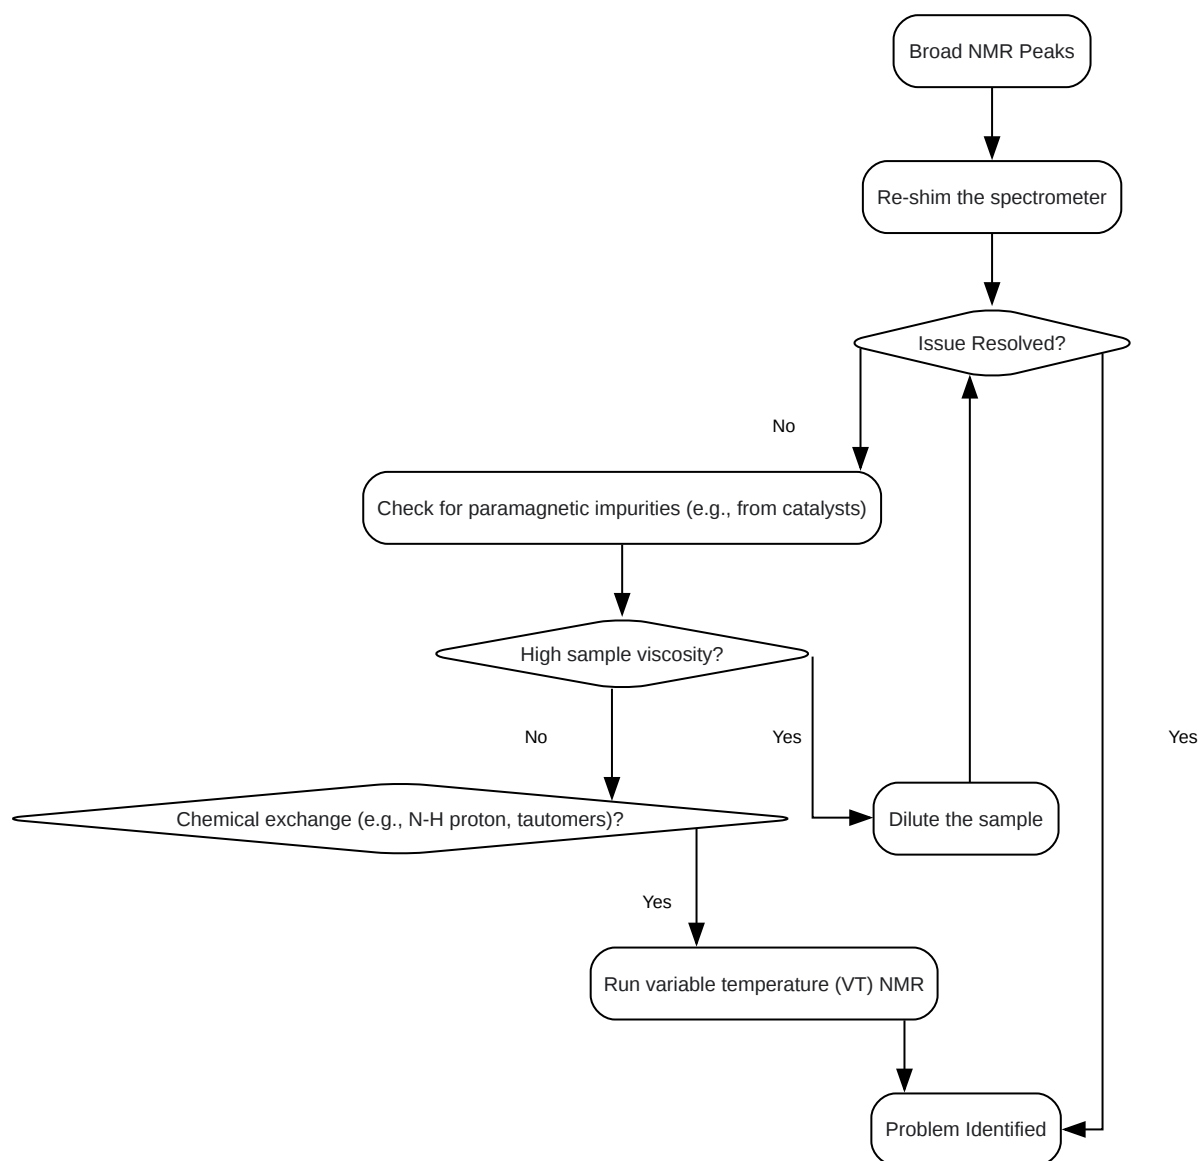 Broad NMR Peaks
Re-shim the spectrometer
Issue Resolved?
No
Check for paramagnetic impurities (e.g., from catalysts)
High sample viscosity?
No
Yes
Yes
Chemical exchange (e.g., N-H proton, tautomers)?
Dilute the sample
Yes
Run variable temperature (VT) NMR
Problem Identified